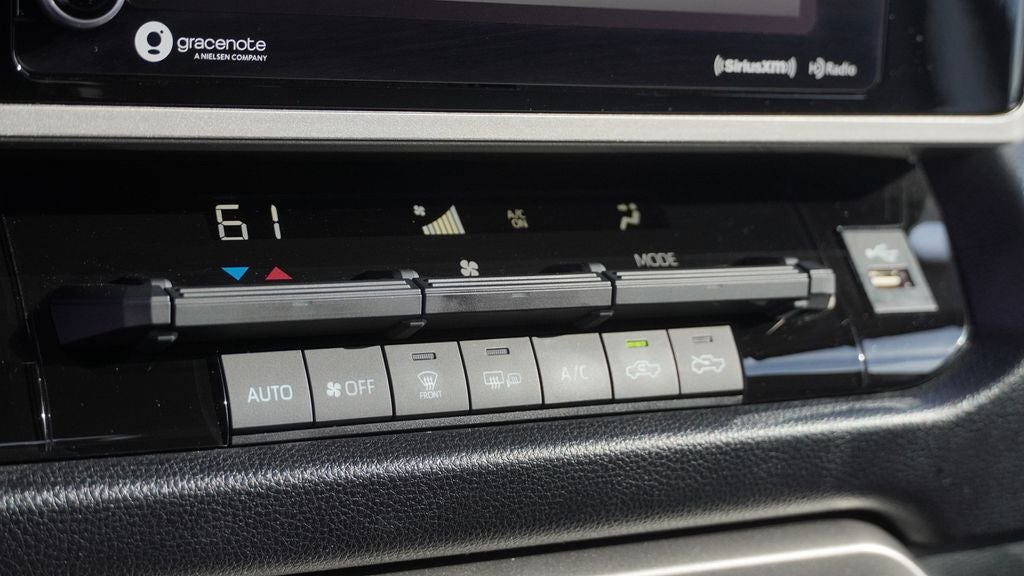 gracenote
A NIELSEN COMPANY
((SiriusXM))
HD Radio
61
A/C
ON
MODE
AUTO
OFF
FRONT
A/C